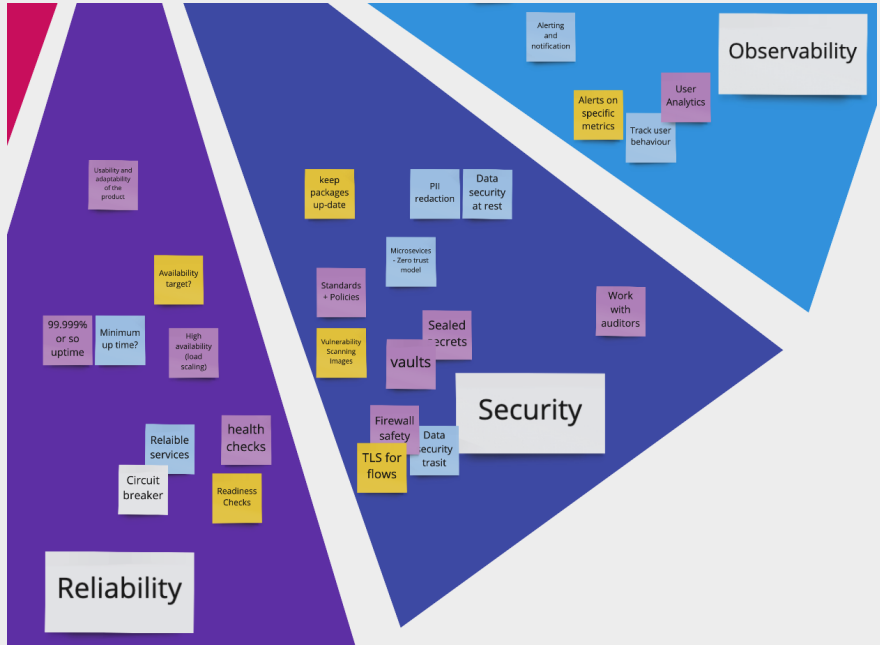 Alerting
and
notification
Observability
Alerts on
specific
metrics
User
Analytics
Track user
behaviour
Usability and
adaptability
of the
product
keep
packages
up-date
PII
redaction
Data
security
at rest
Microsevices
- Zero trust
model
Availability
target?
Standards
+ Policies
Work
with
auditors
99.999%
or so
uptime
Minimum
up time?
High
availability
(load
scaling)
Vulnerability
Scanning
Images
Sealed
secrets
vaults
Security
Firewall
safety
Data
security
trasit
TLS for
flows
health
checks
Relaible
services
Circuit
breaker
Readiness
Checks
Reliability